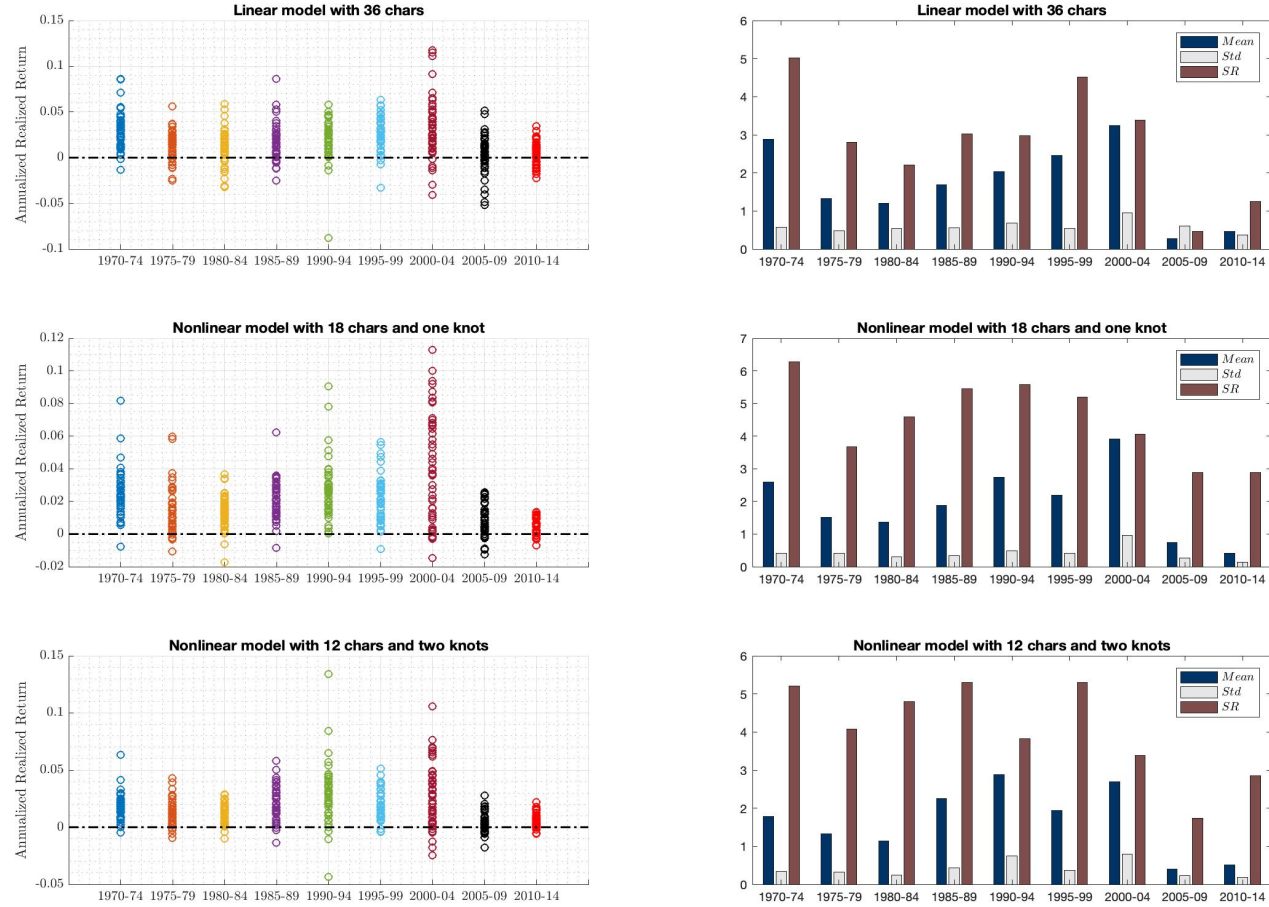 Linear model with 36 chars
0.15
0.1
0.05
0
-0.05
-0.1
Annualized Realized Return
1970-74 1975-79 1980-84 1985-89 1990-94 1995-99 2000-04 2005-09 2010-14
Linear model with 36 chars
6
5
4
3
2
1
0
Mean
Std
SR
1970-74 1975-79 1980-84 1985-89 1990-94 1995-99 2000-04 2005-09 2010-14
Nonlinear model with 18 chars and one knot
0.12
0.1
0.08
0.06
0.04
0.02
0
-0.02
Annualized Realized Return
1970-74 1975-79 1980-84 1985-89 1990-94 1995-99 2000-04 2005-09 2010-14
Nonlinear model with 18 chars and one knot
7
6
5
4
3
2
1
0
Mean
Std
SR
1970-74 1975-79 1980-84 1985-89 1990-94 1995-99 2000-04 2005-09 2010-14
Nonlinear model with 12 chars and two knots
0.15
0.1
0.05
0
-0.05
Annualized Realized Return
1970-74 1975-79 1980-84 1985-89 1990-94 1995-99 2000-04 2005-09 2010-14
Nonlinear model with 12 chars and two knots
6
5
4
3
2
1
0
Mean
Std
SR
1970-74 1975-79 1980-84 1985-89 1990-94 1995-99 2000-04 2005-09 2010-14